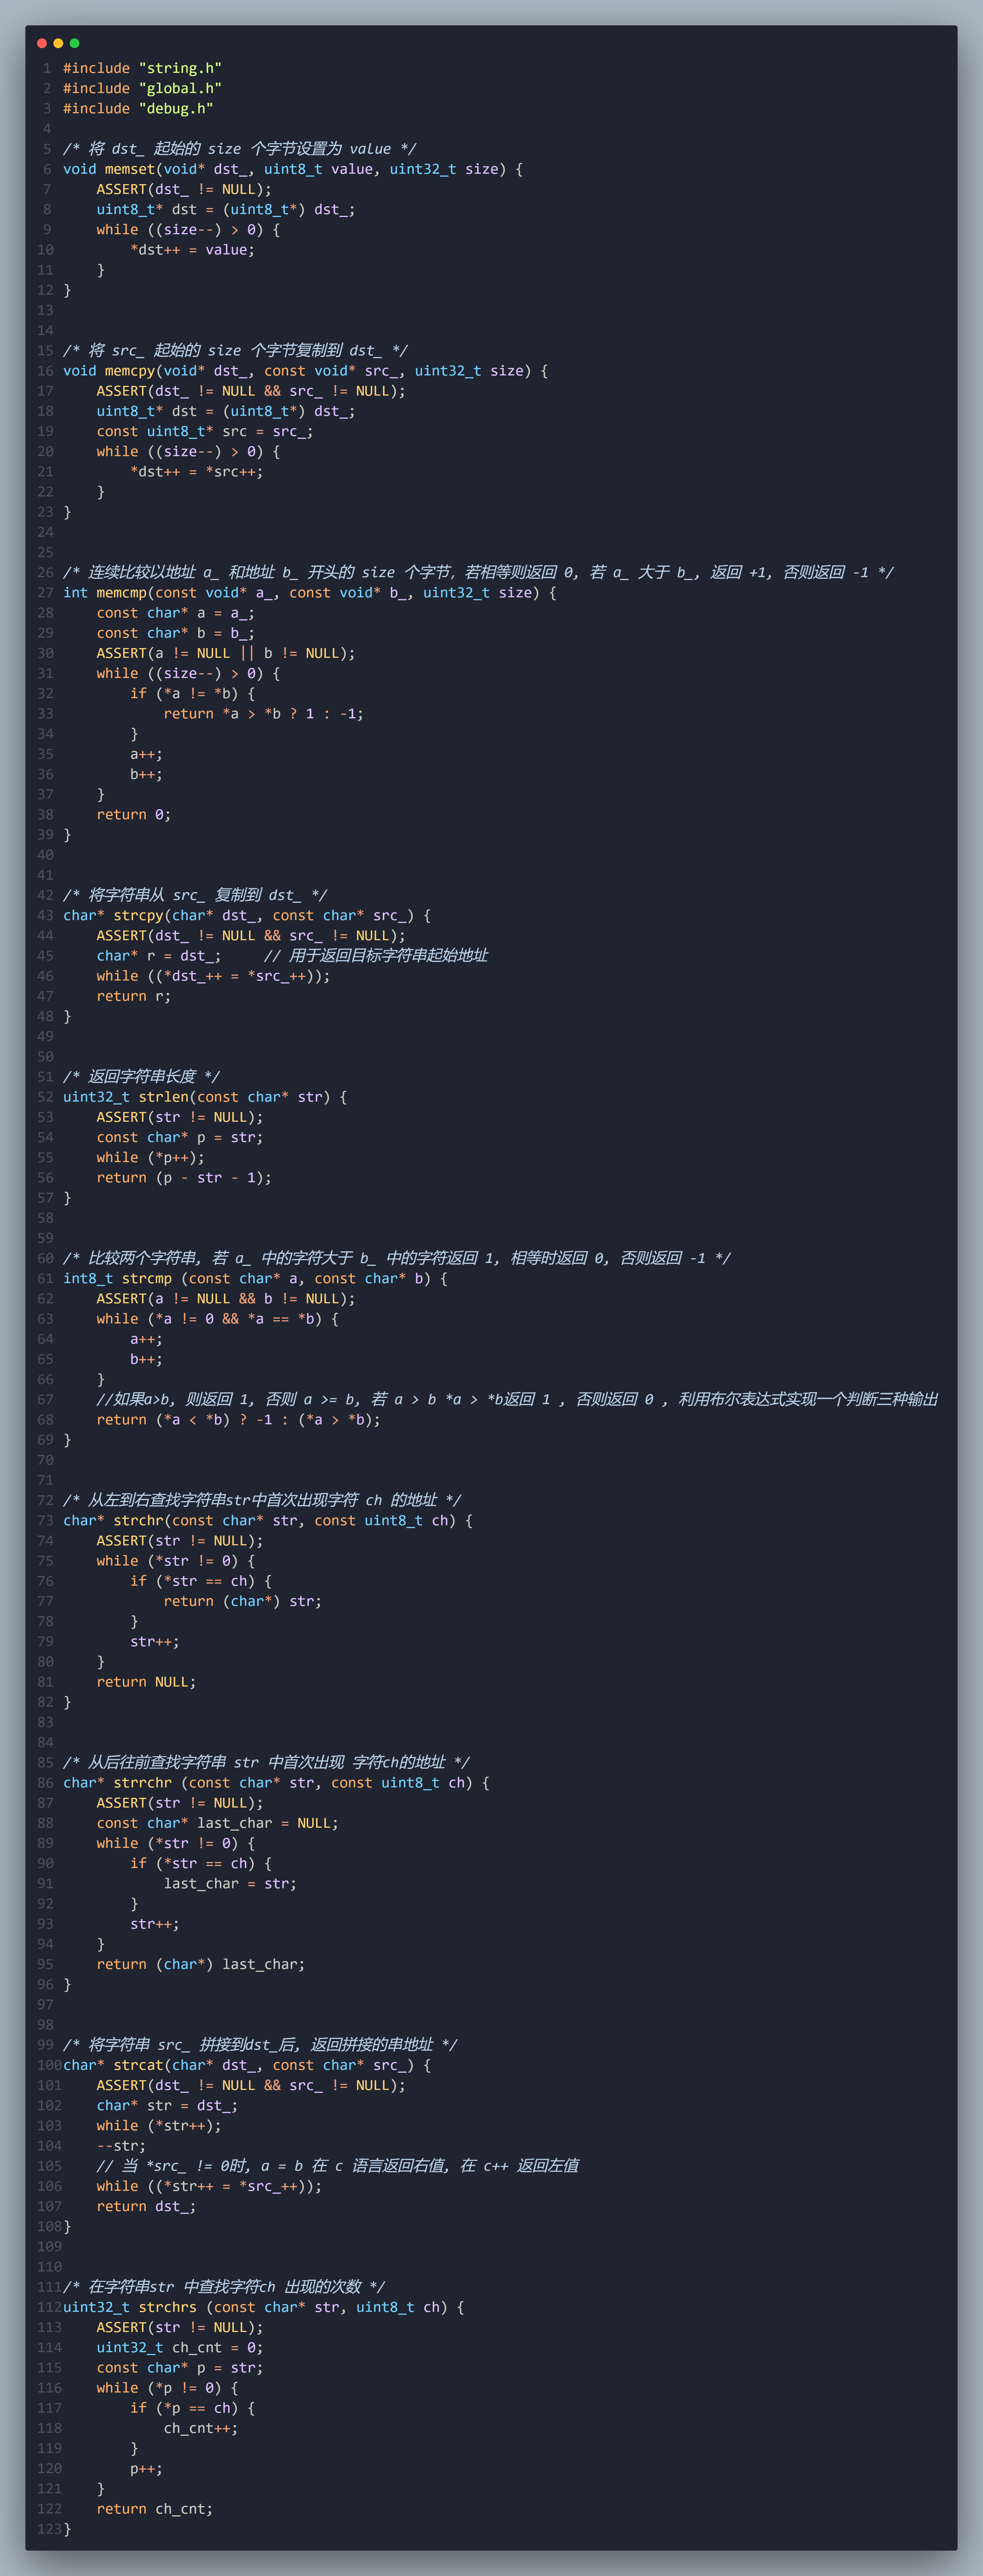 1 #include "string.h"
2 #include "global.h"
3 #include "debug.h"
4
5 /* 将 dst_ 起始的 size 个字节设置为 value */
6 void memset(void* dst_, uint8_t value, uint32_t size) {
7     ASSERT(dst_ != NULL);
8     uint8_t* dst = (uint8_t*) dst_;
9     while ((size--) > 0) {
10         *dst++ = value;
11     }
12 }
13
14
15 /* 将 src_ 起始的 size 个字节复制到 dst_ */
16 void memcpy(void* dst_, const void* src_, uint32_t size) {
17     ASSERT(dst_ != NULL && src_ != NULL);
18     uint8_t* dst = (uint8_t*) dst_;
19     const uint8_t* src = src_;
20     while ((size--) > 0) {
21         *dst++ = *src++;
22     }
23 }
24
25
26 /* 连续比较以地址 a_ 和地址 b_ 开头的 size 个字节, 若相等则返回 0, 若 a_ 大于 b_, 返回 +1, 否则返回 -1 */
27 int memcmp(const void* a_, const void* b_, uint32_t size) {
28     const char* a = a_;
29     const char* b = b_;
30     ASSERT(a != NULL || b != NULL);
31     while ((size--) > 0) {
32         if (*a != *b) {
33             return *a > *b ? 1 : -1;
34         }
35         a++;
36         b++;
37     }
38     return 0;
39 }
40
41
42 /* 将字符串从 src_ 复制到 dst_ */
43 char* strcpy(char* dst_, const char* src_) {
44     ASSERT(dst_ != NULL && src_ != NULL);
45     char* r = dst_;     // 用于返回目标字符串起始地址
46     while ((*dst_++ = *src_++));
47     return r;
48 }
49
50
51 /* 返回字符串长度 */
52 uint32_t strlen(const char* str) {
53     ASSERT(str != NULL);
54     const char* p = str;
55     while (*p++);
56     return (p - str - 1);
57 }
58
59
60 /* 比较两个字符串, 若 a_ 中的字符大于 b_ 中的字符返回 1, 相等时返回 0, 否则返回 -1 */
61 int8_t strcmp (const char* a, const char* b) {
62     ASSERT(a != NULL && b != NULL);
63     while (*a != 0 && *a == *b) {
64         a++;
65         b++;
66     }
67     //如果a>b, 则返回 1, 否则 a >= b, 若 a > b *a > *b返回 1 , 否则返回 0 , 利用布尔表达式实现一个判断三种输出
68     return (*a < *b) ? -1 : (*a > *b);
69 }
70
71
72 /* 从左到右查找字符串str中首次出现字符 ch 的地址 */
73 char* strchr(const char* str, const uint8_t ch) {
74     ASSERT(str != NULL);
75     while (*str != 0) {
76         if (*str == ch) {
77             return (char*) str;
78         }
79         str++;
80     }
81     return NULL;
82 }
83
84
85 /* 从后往前查找字符串 str 中首次出现 字符ch的地址 */
86 char* strrchr (const char* str, const uint8_t ch) {
87     ASSERT(str != NULL);
88     const char* last_char = NULL;
89     while (*str != 0) {
90         if (*str == ch) {
91             last_char = str;
92         }
93         str++;
94     }
95     return (char*) last_char;
96 }
97
98
99 /* 将字符串 src_ 拼接到dst_后, 返回拼接的串地址 */
100 char* strcat(char* dst_, const char* src_) {
101     ASSERT(dst_ != NULL && src_ != NULL);
102     char* str = dst_;
103     while (*str++);
104     --str;
105     // 当 *src_ != 0时, a = b 在 c 语言返回右值, 在 c++ 返回左值
106     while ((*str++ = *src_++));
107     return dst_;
108 }
109
110
111 /* 在字符串str 中查找字符ch 出现的次数 */
112 uint32_t strchrs (const char* str, uint8_t ch) {
113     ASSERT(str != NULL);
114     uint32_t ch_cnt = 0;
115     const char* p = str;
116     while (*p != 0) {
117         if (*p == ch) {
118             ch_cnt++;
119         }
120         p++;
121     }
122     return ch_cnt;
123 }